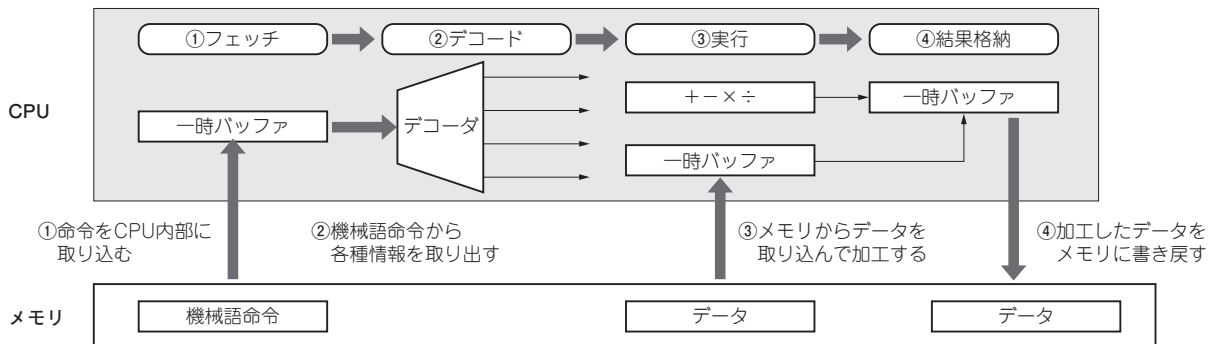 ①フェッチ
②デコード
③実行
④結果格納
CPU
一時バッファ
デコーダ
+-×÷
一時バッファ
一時バッファ
①命令をCPU内部に
取り込む
②機械語命令から
各種情報を取り出す
③メモリからデータを
取り込んで加工する
④加工したデータを
メモリに書き戻す
メモリ
機械語命令
データ
データ